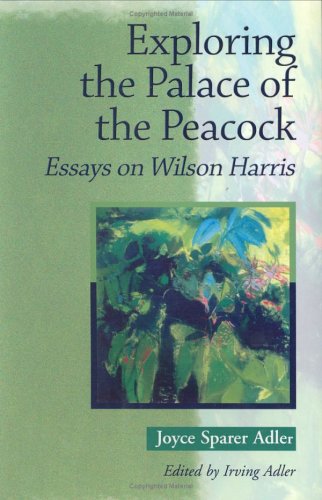 Exploring
the Palace of
the Peacock
Essays on Wilson Harris
Joyce Sparer Adler
Edited by Irving Adler